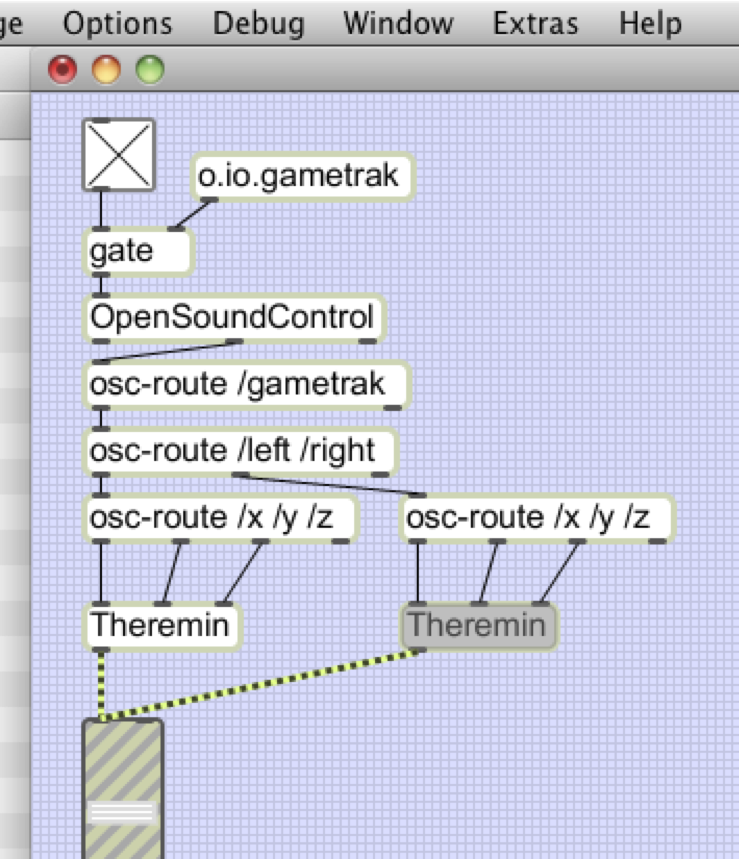 ge Options Debug Window Extras Help
o.io.gametrak
gate
OpenSoundControl
osc-route /gametrak
osc-route /left /right
osc-route /x /y /z osc-route /x /y /z
Theremin Theremin